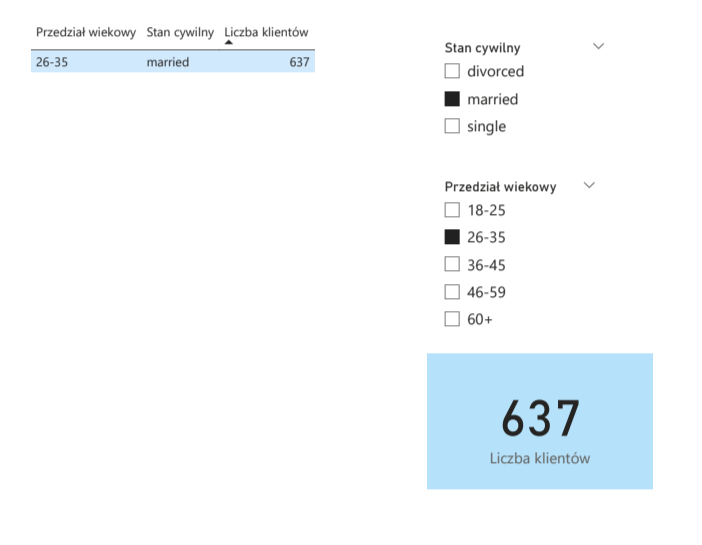 Przedział wiekowy Stan cywilny Liczba klientów
26-35 married 637
Stan cywilny
divorced
married
single
Przedział wiekowy
18-25
26-35
36-45
46-59
60+
637
Liczba klientów